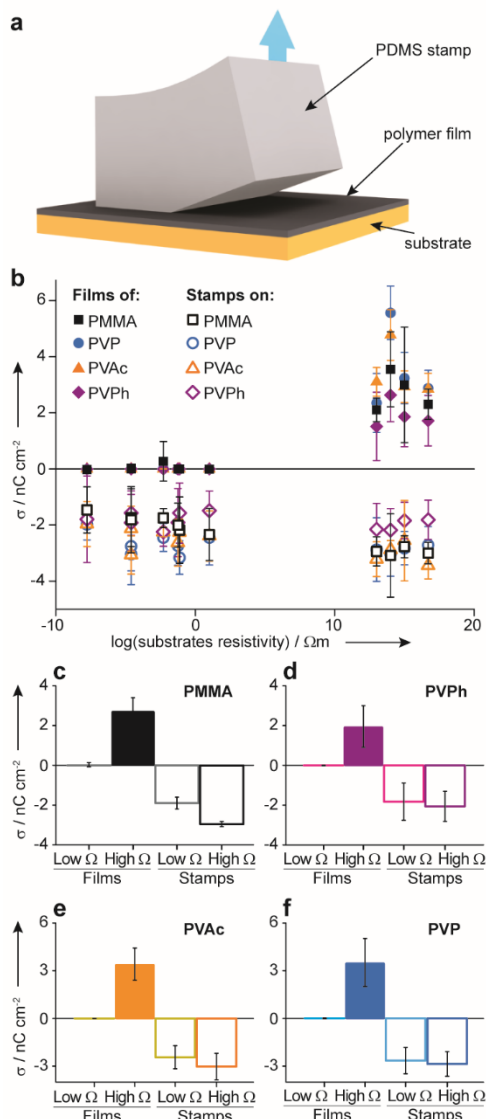 a
PDMS stamp
polymer film
substrate
b
Films of: Stamps on:
PMMA PMMA
PVP PVP
PVAc PVAc
PVPh PVPh
σ / nC cm⁻²
6
4
2
0
-2
-4
-10 0 10 20
log(substrates resistivity) / Ωm
c PMMA
d PVPh
σ / nC cm⁻²
4 4
2 2
0 0
-2 -2
-4 -4
Low Ω High Ω Low Ω High Ω Low Ω High Ω Low Ω High Ω
Films Stamps Films Stamps
e PVAc
f PVP
σ / nC cm⁻²
6 6
3 3
0 0
-3 -3
Low Ω High Ω Low Ω High Ω Low Ω High Ω Low Ω High Ω
Films Stamps Films Stamps